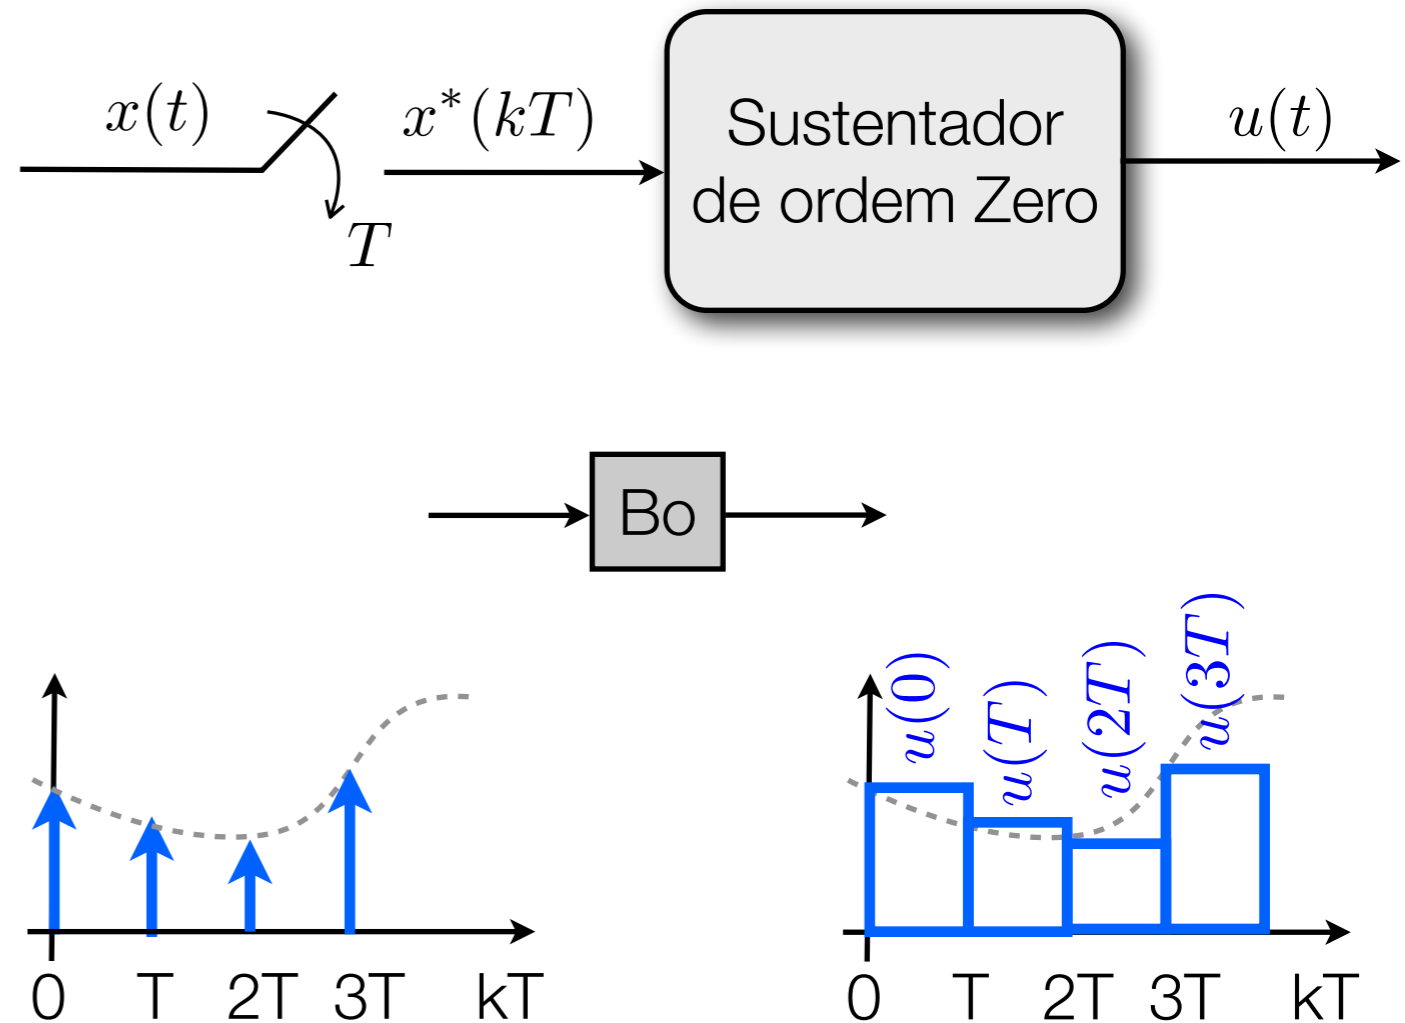 x(t)
x*(kT)
T
Sustentador
de ordem Zero
u(t)
Bo
0 T 2T 3T kT
u(0)
u(T)
u(2T)
u(3T)
0 T 2T 3T kT